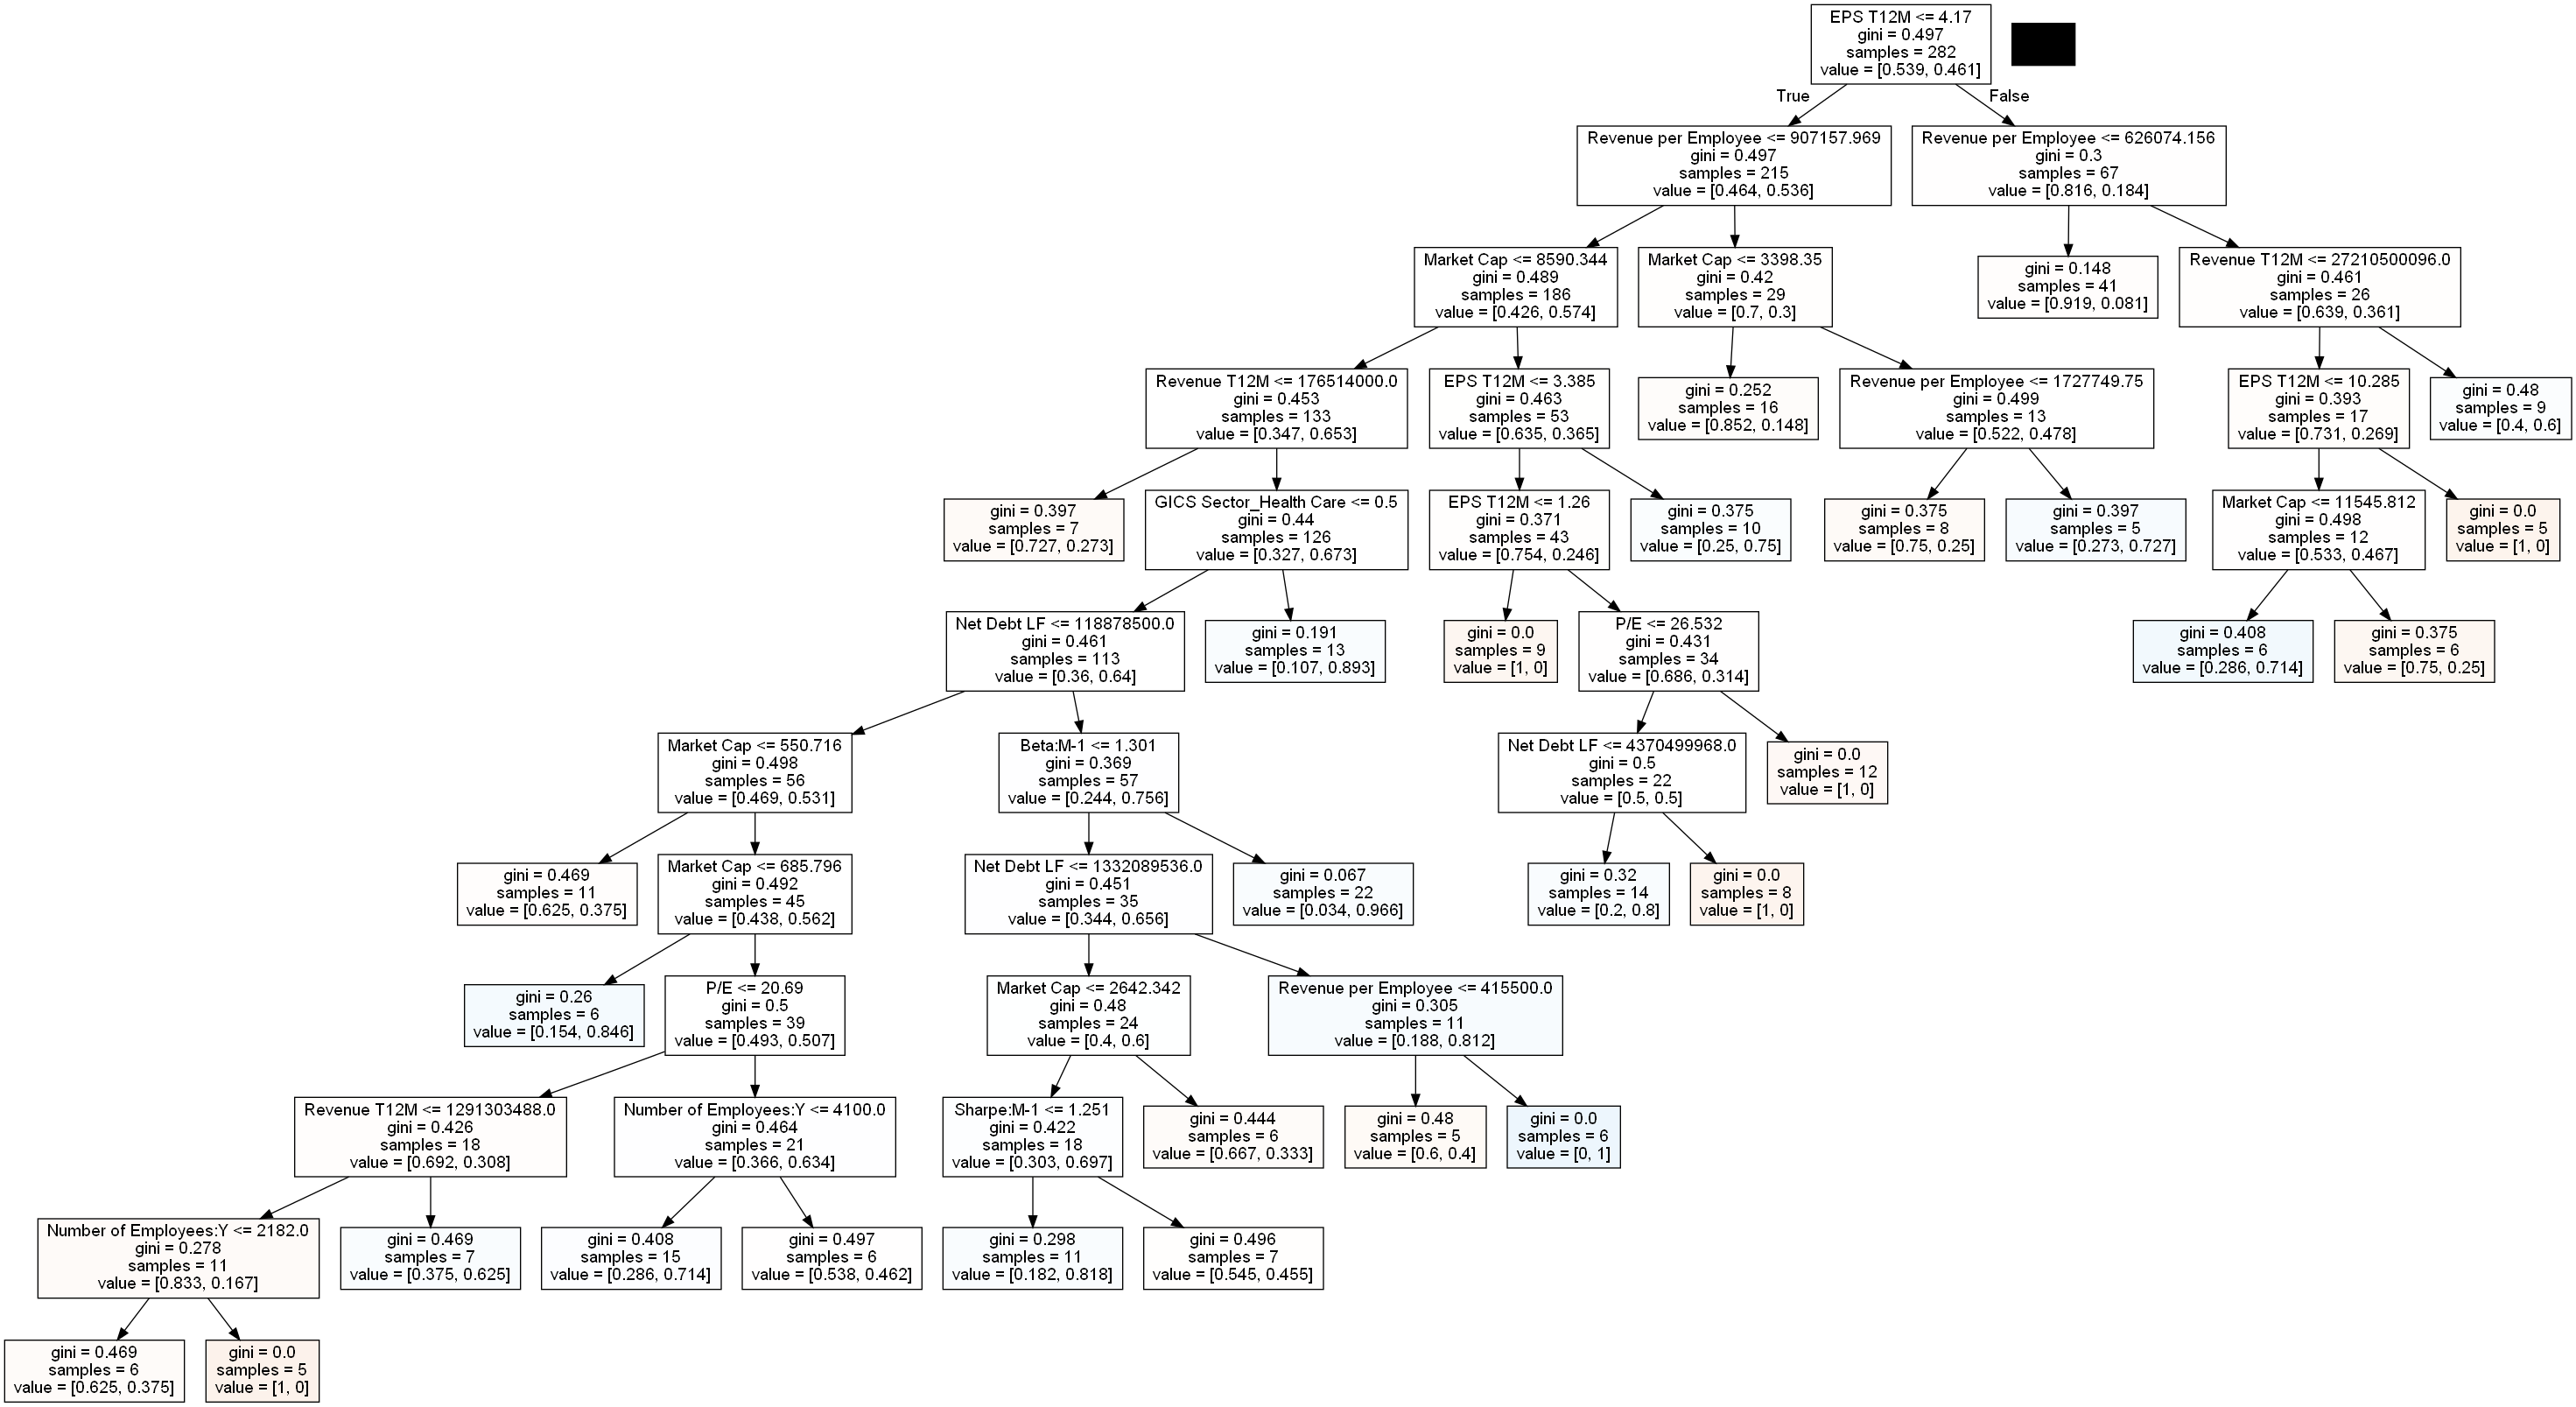 EPS T12M <= 4.17
gini = 0.497
samples = 282
value = [0.539, 0.461]
True
False
Revenue per Employee <= 907157.969
gini = 0.497
samples = 215
value = [0.464, 0.536]
Revenue per Employee <= 626074.156
gini = 0.3
samples = 67
value = [0.816, 0.184]
Market Cap <= 8590.344
gini = 0.489
samples = 186
value = [0.426, 0.574]
Market Cap <= 3398.35
gini = 0.42
samples = 29
value = [0.7, 0.3]
gini = 0.148
samples = 41
value = [0.919, 0.081]
Revenue T12M <= 27210500096.0
gini = 0.461
samples = 26
value = [0.639, 0.361]
Revenue T12M <= 176514000.0
gini = 0.453
samples = 133
value = [0.347, 0.653]
EPS T12M <= 3.385
gini = 0.463
samples = 53
value = [0.635, 0.365]
gini = 0.252
samples = 16
value = [0.852, 0.148]
Revenue per Employee <= 1727749.75
gini = 0.499
samples = 13
value = [0.522, 0.478]
EPS T12M <= 10.285
gini = 0.393
samples = 17
value = [0.731, 0.269]
gini = 0.48
samples = 9
value = [0.4, 0.6]
gini = 0.397
samples = 7
value = [0.727, 0.273]
GICS Sector_Health Care <= 0.5
gini = 0.44
samples = 126
value = [0.327, 0.673]
EPS T12M <= 1.26
gini = 0.371
samples = 43
value = [0.754, 0.246]
gini = 0.375
samples = 10
value = [0.25, 0.75]
gini = 0.375
samples = 8
value = [0.75, 0.25]
gini = 0.397
samples = 5
value = [0.273, 0.727]
Market Cap <= 11545.812
gini = 0.498
samples = 12
value = [0.533, 0.467]
gini = 0.0
samples = 5
value = [1, 0]
Net Debt LF <= 118878500.0
gini = 0.461
samples = 113
value = [0.36, 0.64]
gini = 0.191
samples = 13
value = [0.107, 0.893]
gini = 0.0
samples = 9
value = [1, 0]
P/E <= 26.532
gini = 0.431
samples = 34
value = [0.686, 0.314]
gini = 0.408
samples = 6
value = [0.286, 0.714]
gini = 0.375
samples = 6
value = [0.75, 0.25]
Market Cap <= 550.716
gini = 0.498
samples = 56
value = [0.469, 0.531]
Beta:M-1 <= 1.301
gini = 0.369
samples = 57
value = [0.244, 0.756]
Net Debt LF <= 4370499968.0
gini = 0.5
samples = 22
value = [0.5, 0.5]
gini = 0.0
samples = 12
value = [1, 0]
gini = 0.469
samples = 11
value = [0.625, 0.375]
Market Cap <= 685.796
gini = 0.492
samples = 45
value = [0.438, 0.562]
Net Debt LF <= 1332089536.0
gini = 0.451
samples = 35
value = [0.344, 0.656]
gini = 0.067
samples = 22
value = [0.034, 0.966]
gini = 0.32
samples = 14
value = [0.2, 0.8]
gini = 0.0
samples = 8
value = [1, 0]
gini = 0.26
samples = 6
value = [0.154, 0.846]
P/E <= 20.69
gini = 0.5
samples = 39
value = [0.493, 0.507]
Market Cap <= 2642.342
gini = 0.48
samples = 24
value = [0.4, 0.6]
Revenue per Employee <= 415500.0
gini = 0.305
samples = 11
value = [0.188, 0.812]
Revenue T12M <= 1291303488.0
gini = 0.426
samples = 18
value = [0.692, 0.308]
Number of Employees:Y <= 4100.0
gini = 0.464
samples = 21
value = [0.366, 0.634]
Sharpe:M-1 <= 1.251
gini = 0.422
samples = 18
value = [0.303, 0.697]
gini = 0.444
samples = 6
value = [0.667, 0.333]
gini = 0.48
samples = 5
value = [0.6, 0.4]
gini = 0.0
samples = 6
value = [0, 1]
Number of Employees:Y <= 2182.0
gini = 0.278
samples = 11
value = [0.833, 0.167]
gini = 0.469
samples = 7
value = [0.375, 0.625]
gini = 0.408
samples = 15
value = [0.286, 0.714]
gini = 0.497
samples = 6
value = [0.538, 0.462]
gini = 0.298
samples = 11
value = [0.182, 0.818]
gini = 0.496
samples = 7
value = [0.545, 0.455]
gini = 0.469
samples = 6
value = [0.625, 0.375]
gini = 0.0
samples = 5
value = [1, 0]